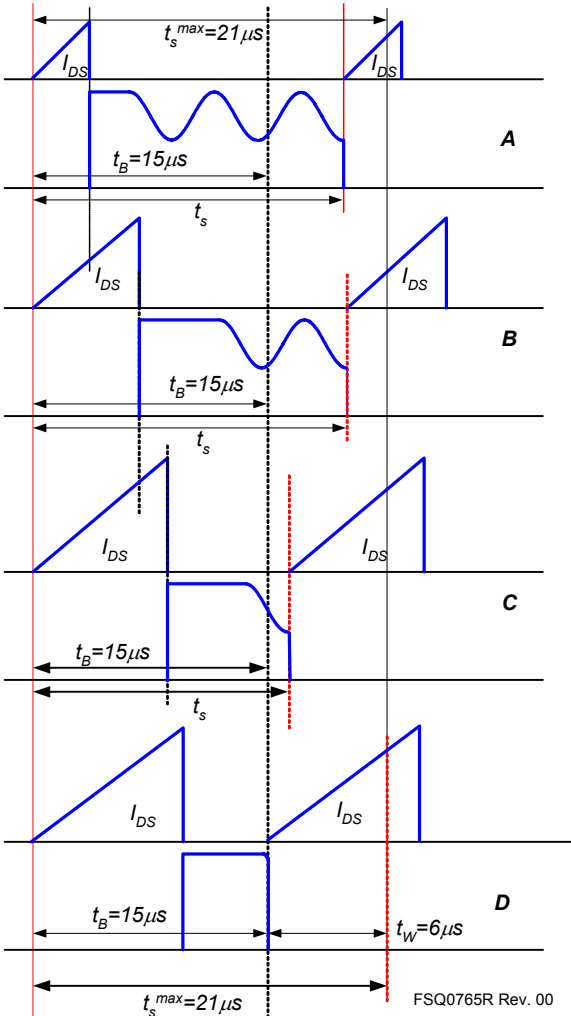 t_s^max=21μs
I_DS
I_DS
A
t_B=15μs
t_s
I_DS
I_DS
B
t_B=15μs
t_s
I_DS
I_DS
C
t_B=15μs
t_s
I_DS
I_DS
D
t_B=15μs
t_W=6μs
t_s^max=21μs
FSQ0765R Rev. 00